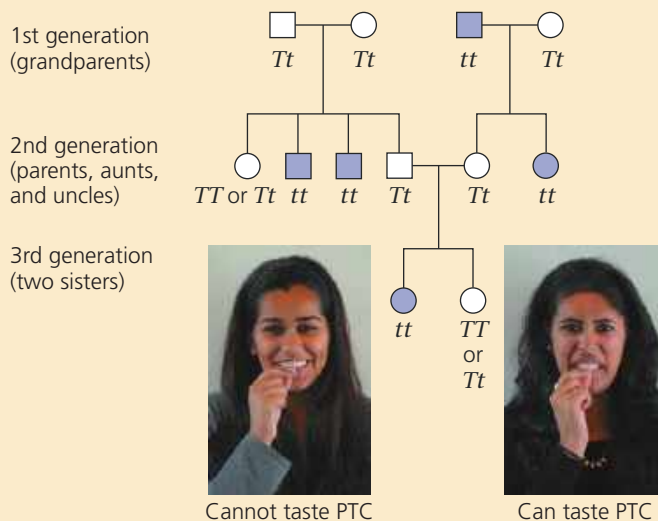 1st generation
(grandparents)
Tt Tt tt Tt
2nd generation
(parents, aunts,
and uncles)
TT or Tt tt tt Tt Tt tt
3rd generation
(two sisters)
tt TT
or
Tt
Cannot taste PTC Can taste PTC